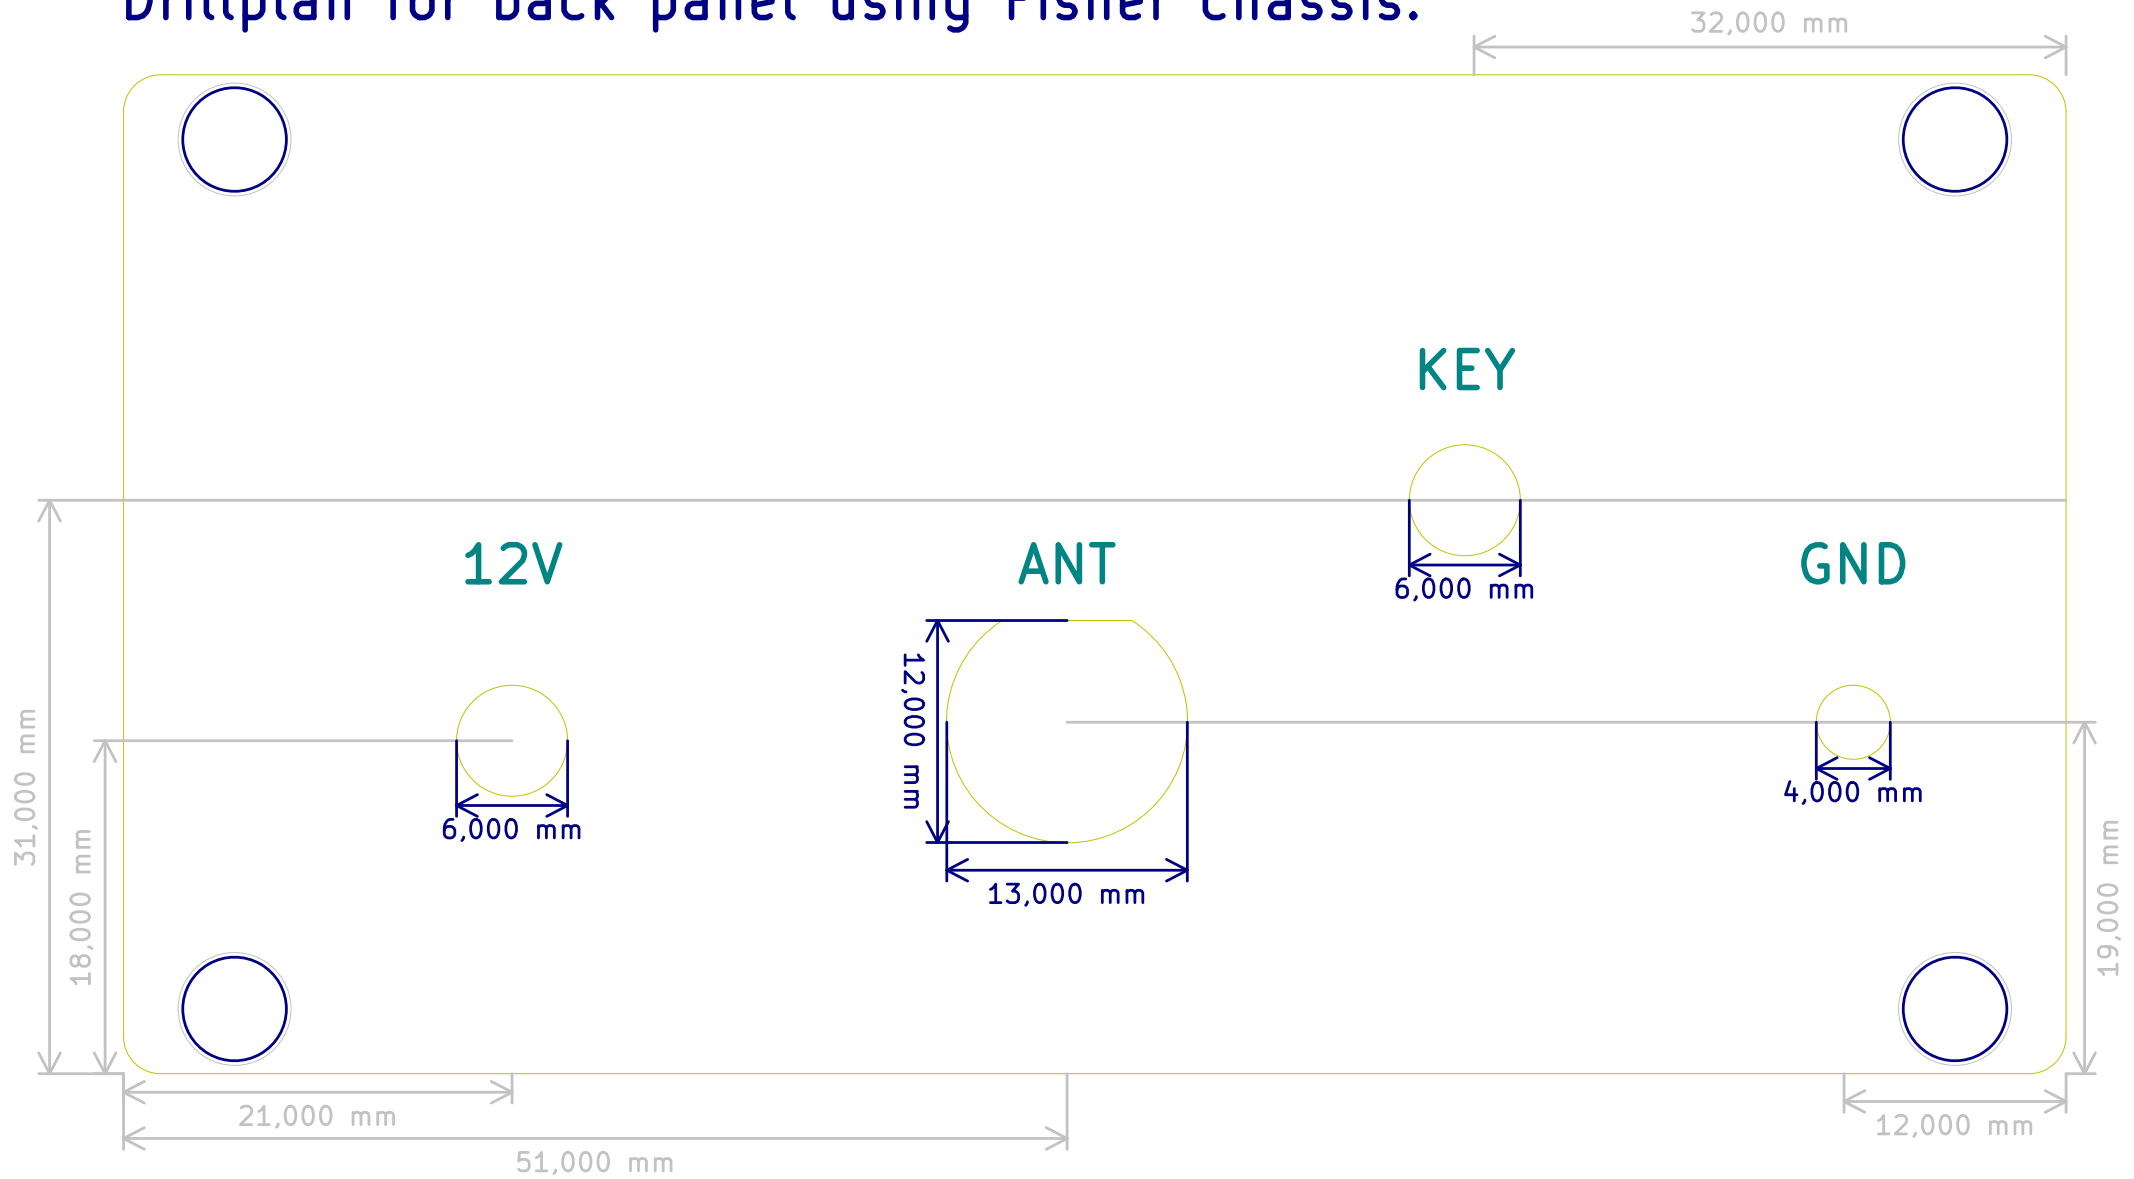 Drillplan for back panel using Fisher chassis.
32,000 mm
KEY
6,000 mm
12V
ANT
GND
12,000 mm
6,000 mm
13,000 mm
4,000 mm
31,000 mm
18,000 mm
19,000 mm
21,000 mm
51,000 mm
12,000 mm